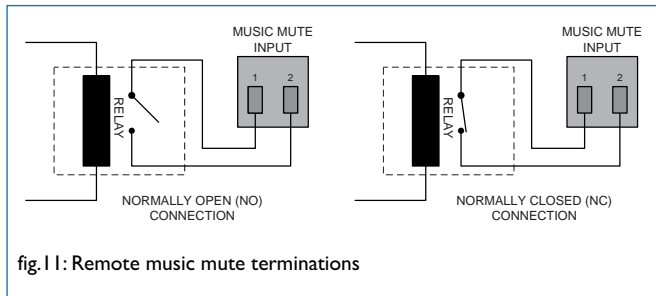 MUSIC MUTE
INPUT
1 2
RELAY
NORMALLY OPEN (NO)
CONNECTION
MUSIC MUTE
INPUT
1 2
RELAY
NORMALLY CLOSED (NC)
CONNECTION
fig.11: Remote music mute terminations